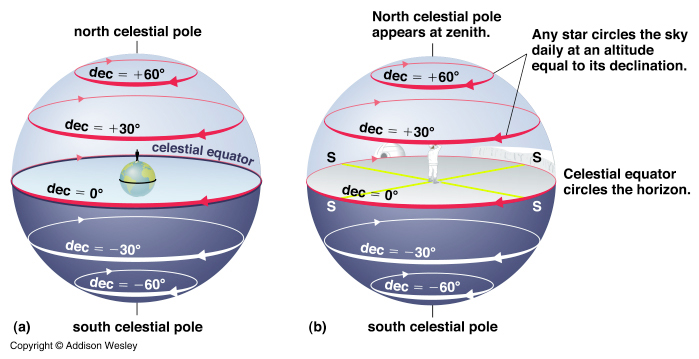 north celestial pole
dec = +60°
dec = +30°
celestial equator
dec = 0°
dec = −30°
dec = −60°
(a)
south celestial pole
Copyright © Addison Wesley
North celestial pole
appears at zenith.
Any star circles the sky
daily at an altitude
equal to its declination.
dec = +60°
dec = +30°
S
S
Celestial equator
circles the horizon.
dec = 0°
S
S
dec = −30°
dec = −60°
(b)
south celestial pole